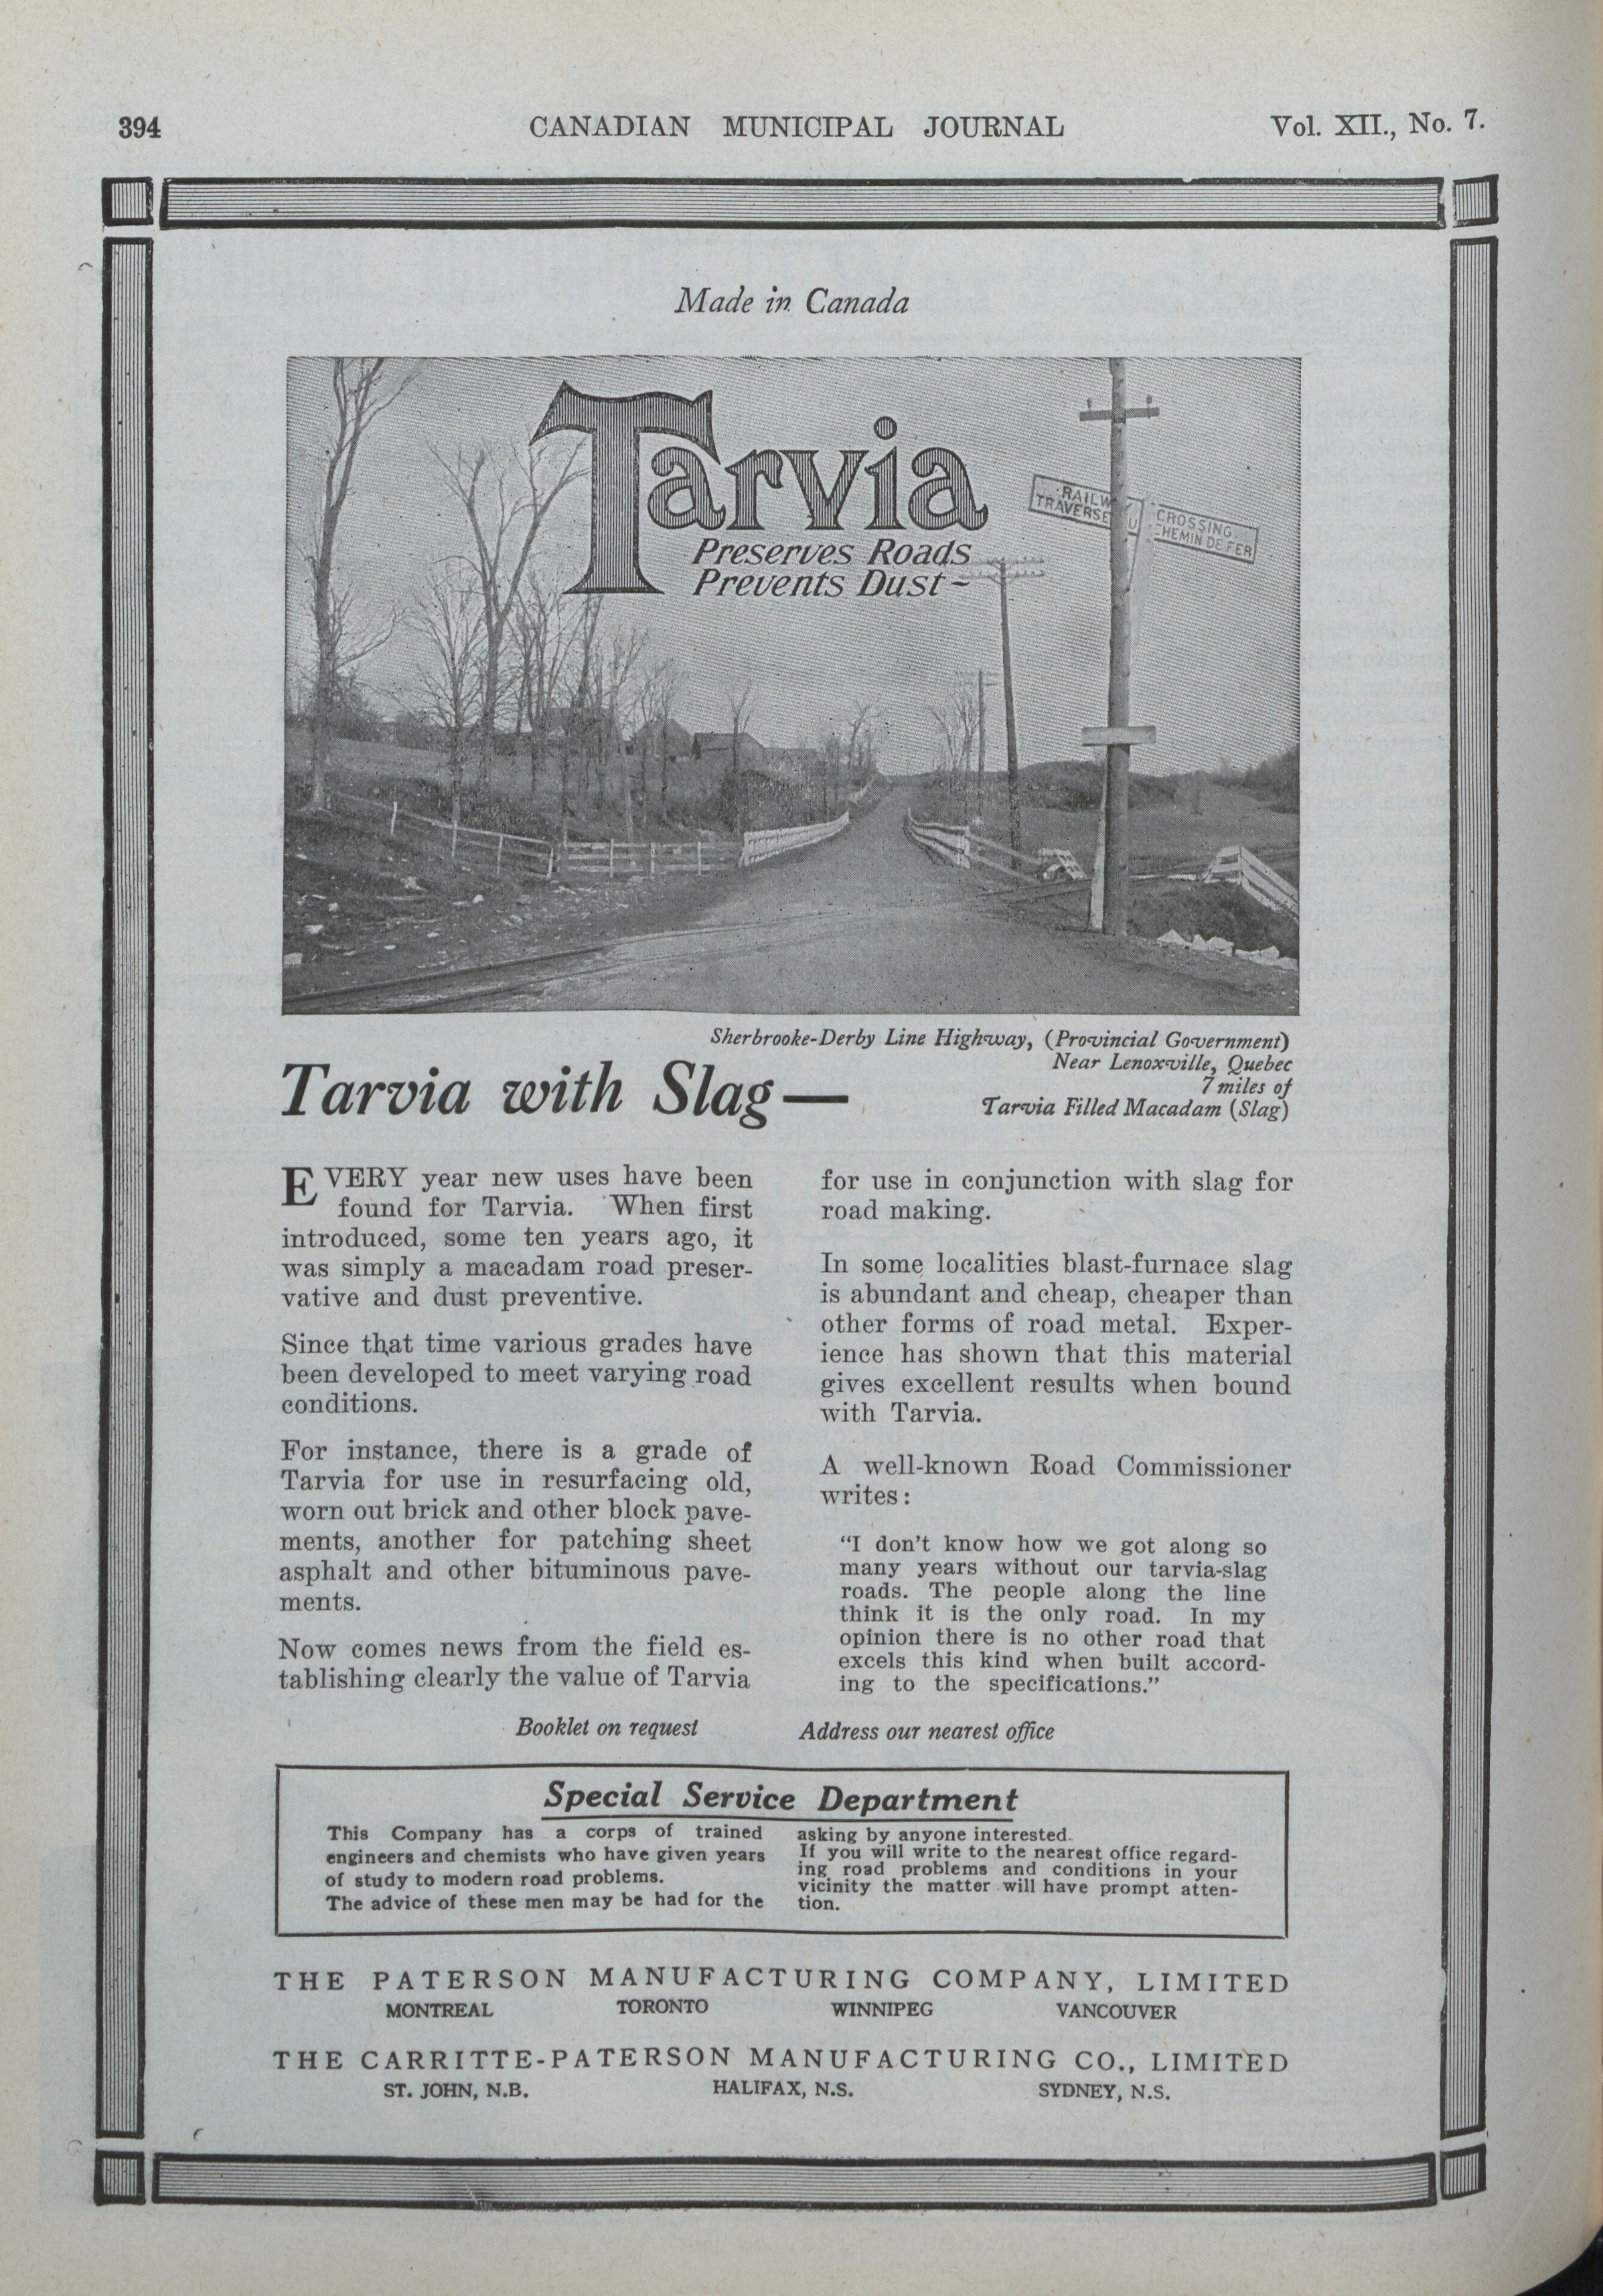 394 CANADIAN MUNICIPAL JOURNAL Vol. XII., No. 7.
Made in Canada
Tarvia
Preserves Roads
Prevents Dust~
RAILW CROSSING
TRAVERSE U CHEMIN DE FER
Sherbrooke-Derby Line Highway, (Provincial Government)
Near Lenoxville, Quebec
7 miles of
Tarvia Filled Macadam (Slag)
Tarvia with Slag—
EVERY year new uses have been
found for Tarvia. When first
introduced, some ten years ago, it
was simply a macadam road preser-
vative and dust preventive.
Since that time various grades have
been developed to meet varying road
conditions.
For instance, there is a grade of
Tarvia for use in resurfacing old,
worn out brick and other block pave-
ments, another for patching sheet
asphalt and other bituminous pave-
ments.
Now comes news from the field es-
tablishing clearly the value of Tarvia
for use in conjunction with slag for
road making.
In some localities blast-furnace slag
is abundant and cheap, cheaper than
other forms of road metal. Exper-
ience has shown that this material
gives excellent results when bound
with Tarvia.
A well-known Road Commissioner
writes:
"I don't know how we got along so
many years without our tarvia-slag
roads. The people along the line
think it is the only road. In my
opinion there is no other road that
excels this kind when built accord-
ing to the specifications."
Booklet on request Address our nearest office
Special Service Department
This Company has a corps of trained
engineers and chemists who have given years
of study to modern road problems.
The advice of these men may be had for the
asking by anyone interested.
If you will write to the nearest office regard-
ing road problems and conditions in your
vicinity the matter will have prompt atten-
tion.
THE PATERSON MANUFACTURING COMPANY, LIMITED
MONTREAL TORONTO WINNIPEG VANCOUVER
THE CARRITTE-PATERSON MANUFACTURING CO., LIMITED
ST. JOHN, N.B. HALIFAX, N.S. SYDNEY, N.S.